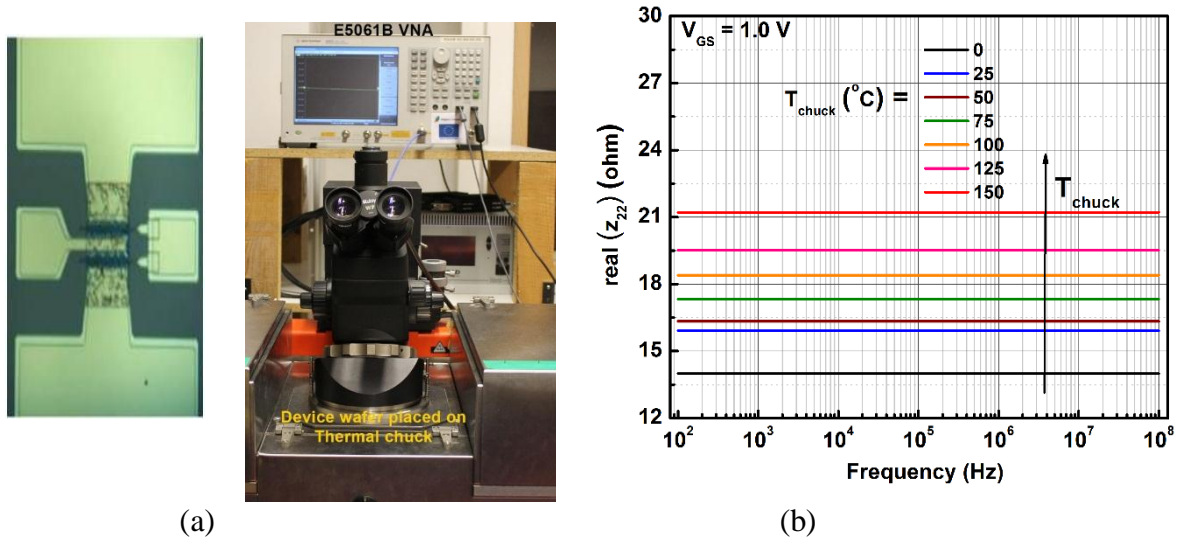 E5061B VNA
Device wafer placed on
Thermal chuck
(a)
V_GS = 1.0 V
T_chuck (°C) =
0
25
50
75
100
125
150
T_chuck
real (z_22) (ohm)
30
27
24
21
18
15
12
10^2
10^3
10^4
10^5
10^6
10^7
10^8
Frequency (Hz)
(b)